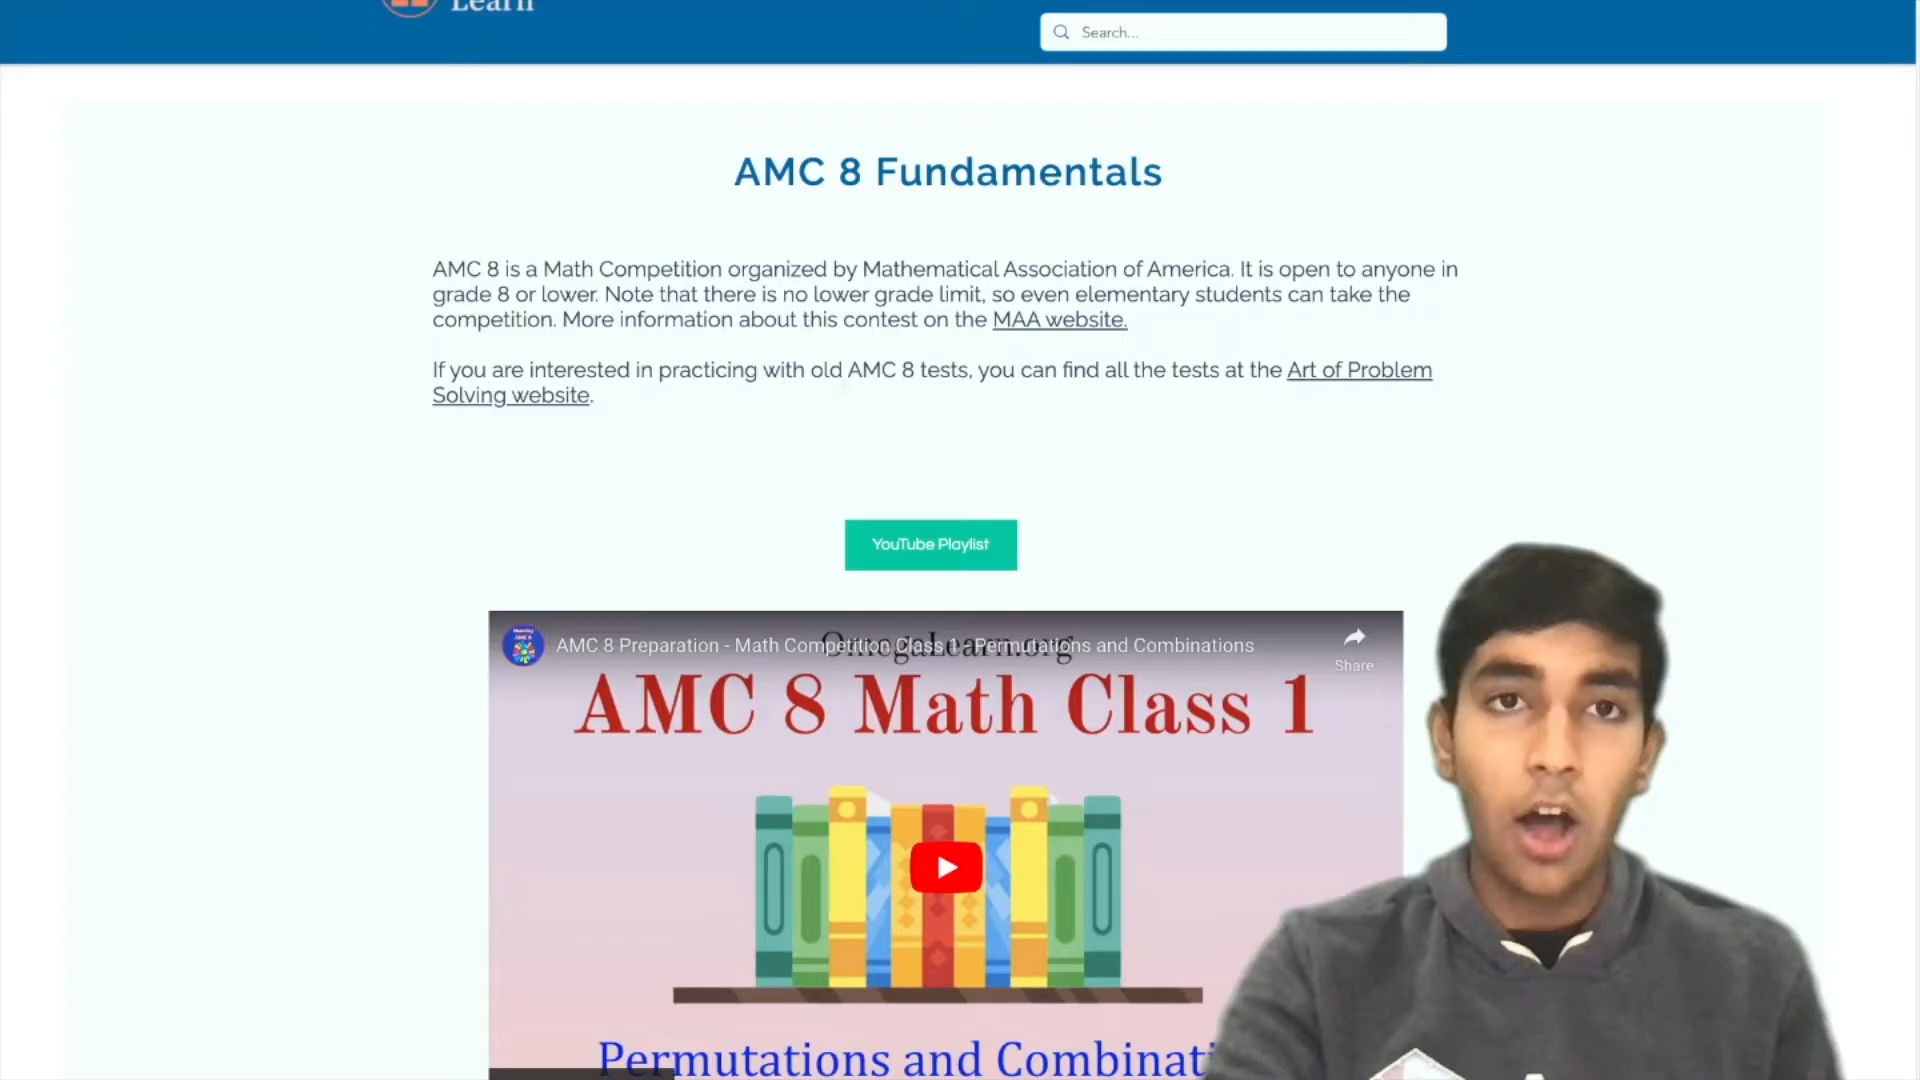 Learn
Search...
AMC 8 Fundamentals
AMC 8 is a Math Competition organized by Mathematical Association of America. It is open to anyone in
grade 8 or lower. Note that there is no lower grade limit, so even elementary students can take the
competition. More information about this contest on the MAA website.
If you are interested in practicing with old AMC 8 tests, you can find all the tests at the Art of Problem
Solving website.
YouTube Playlist
OmegaLearn.org
AMC 8 Preparation - Math Competition Class 1 - Permutations and Combinations
Share
AMC 8 Math Class 1
Permutations and Combinati